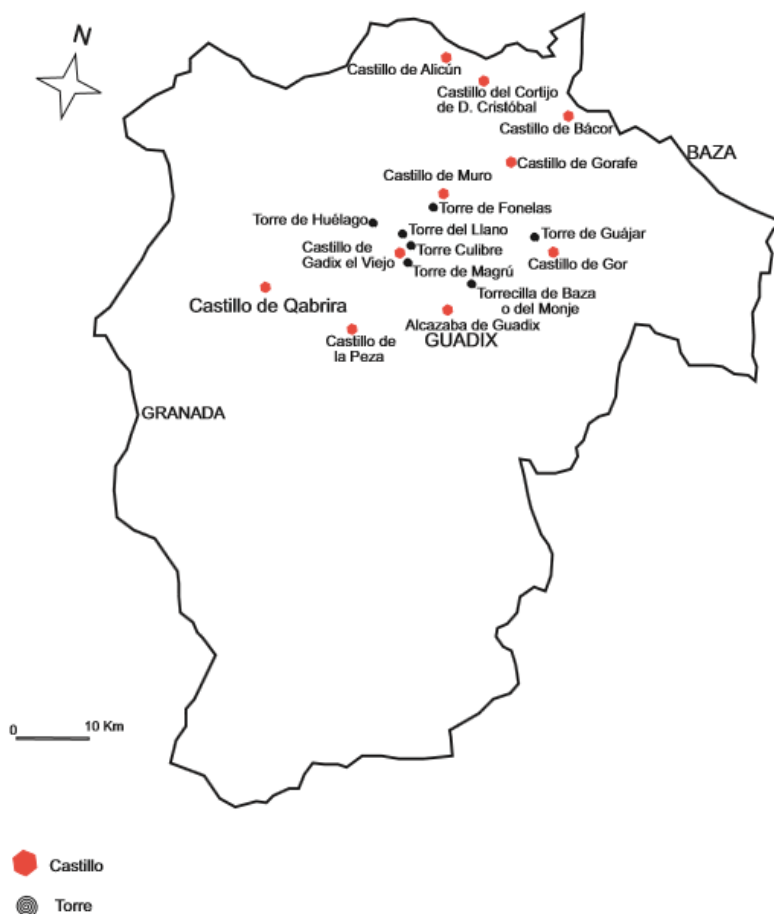 N
Castillo de Alicún
Castillo del Cortijo
de D. Cristóbal
Castillo de Bácor
BAZA
Castillo de Gorafe
Castillo de Muro
Torre de Fonelas
Torre de Huélago
Torre del Llano
Torre de Guájar
Castillo de
Gadix el Viejo
Torre Culibre
Castillo de Gor
Torre de Magrú
Castillo de Qabrira
Torrecilla de Baza
o del Monje
Alcazaba de Guadix
GUADIX
Castillo de
la Peza
GRANADA
0
10 Km
Castillo
Torre